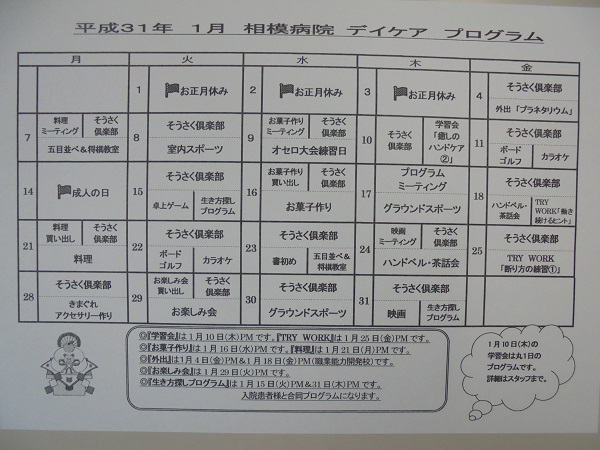 平成31年 1月 相模病院 デイケア プログラム
月 火 水 木 金
1 お正月休み
2 お正月休み
3 お正月休み
4 そうさく倶楽部
外出「プラネタリウム」
7 料理ミーティング そうさく倶楽部
五目並べ&将棋教室
8 そうさく倶楽部
室内スポーツ
9 お菓子作りミーティング そうさく倶楽部
オセロ大会練習日
10 そうさく倶楽部 学習会「癒しのハンドケア②」
11 そうさく倶楽部
ボードゴルフ カラオケ
14 成人の日
15 そうさく倶楽部
卓上ゲーム 生き方探しプログラム
16 お菓子作り買い出し そうさく倶楽部
お菓子作り
17 プログラムミーティング
グラウンドスポーツ
18 そうさく倶楽部
ハンドベル・茶話会 TRY WORK「働き続けるヒント」
21 料理買い出し そうさく倶楽部
料理
22 そうさく倶楽部
ボードゴルフ カラオケ
23 そうさく倶楽部
書初め 五目並べ&将棋教室
24 映画ミーティング そうさく倶楽部
ハンドベル・茶話会
25 そうさく倶楽部
TRY WORK「断り方の練習①」
28 そうさく倶楽部
きまぐれアクセサリー作り
29 お楽しみ会買い出し そうさく倶楽部
お楽しみ会
30 そうさく倶楽部
グラウンドスポーツ
31 そうさく倶楽部
映画 生き方探しプログラム
◎『学習会』は1月10日(木)PMです。『TRY WORK』は1月25日(金)PMです。
◎『お菓子作り』は1月16日(水)PMです。『料理』は1月21日(月)PMです。
◎『外出』は1月4日(金)PM&1月18日(金)PM(職業能力開発校)です。
◎『お楽しみ会』は1月29日(火)PMです。
◎『生き方探しプログラム』は1月15日(火)PM&31日(木)PMです。
入院患者様と合同プログラムになります。
1月10日(木)の
学習会は丸1日の
プログラムです。
詳細はスタッフまで。